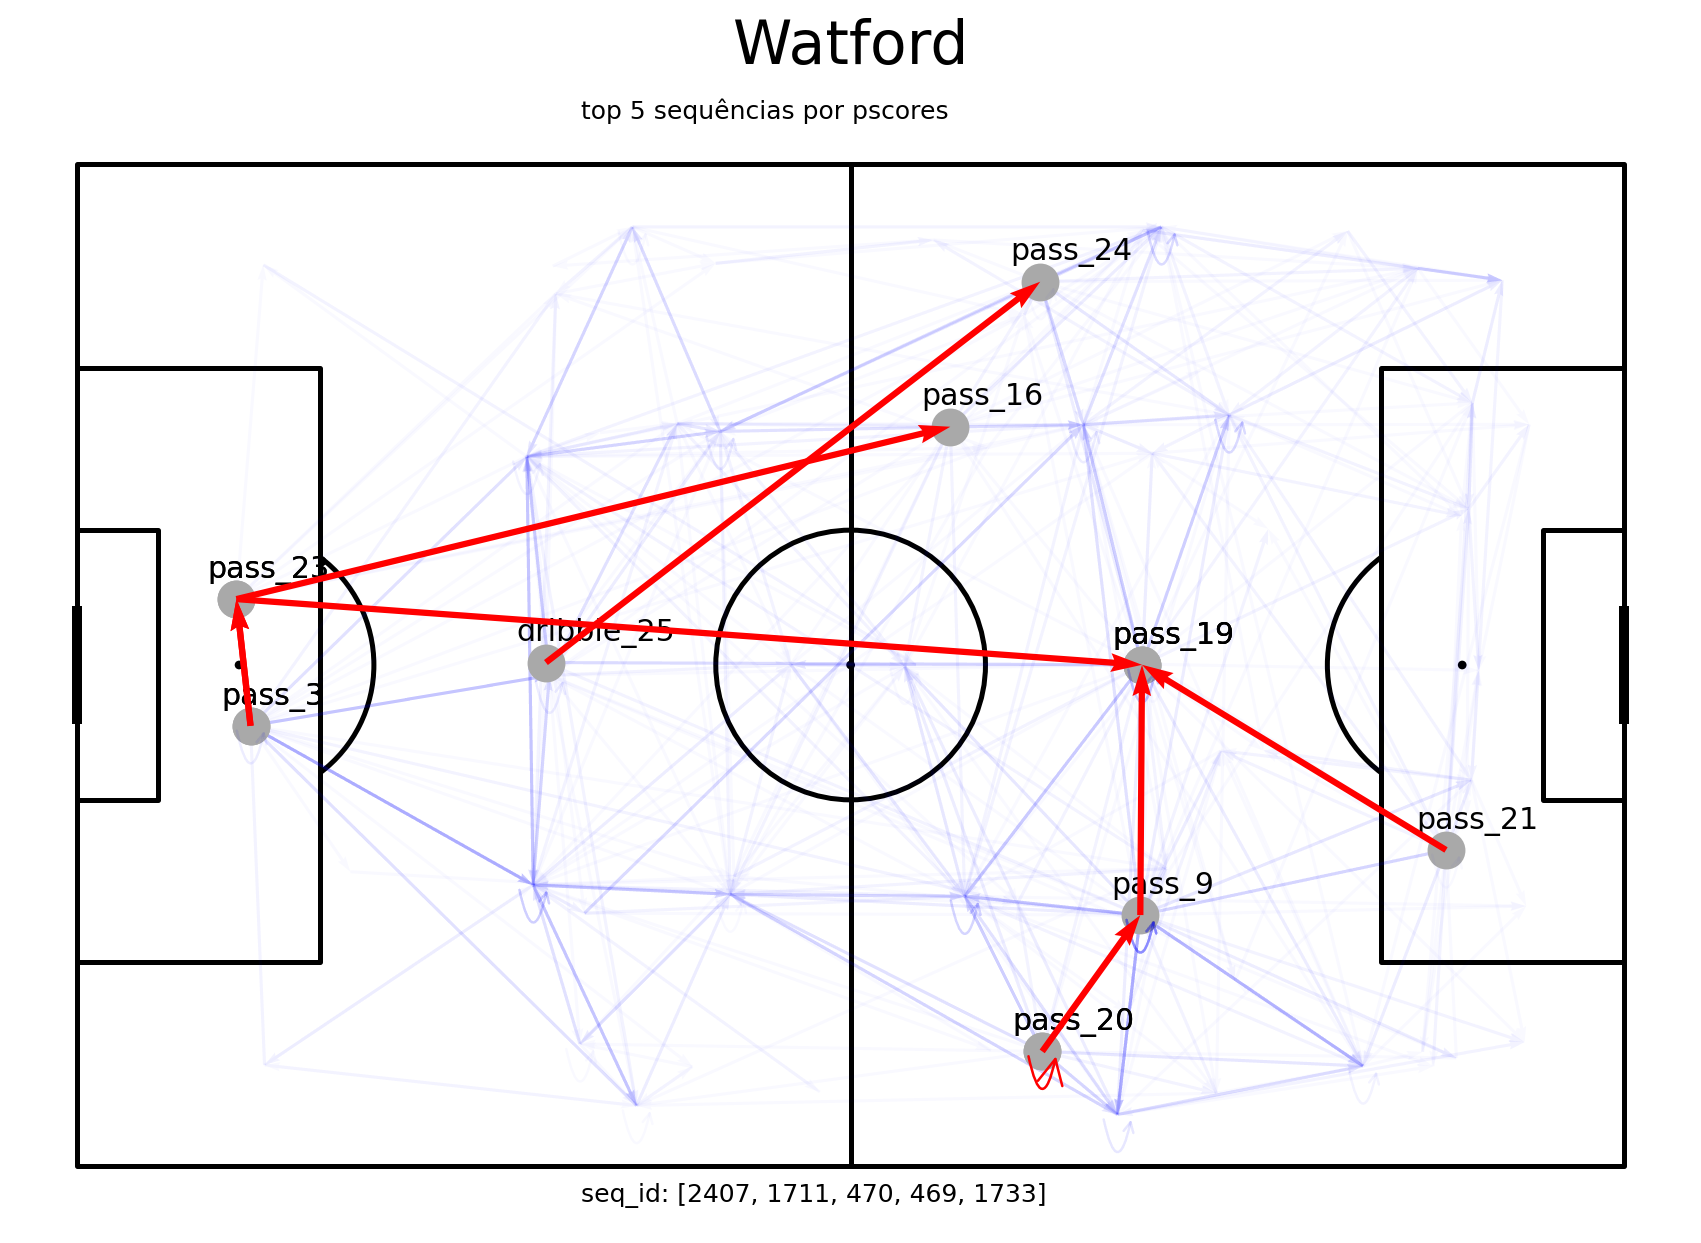 Watford
top 5 sequências por pscores
pass_24
pass_16
pass_23
dribble_25
pass_19
pass_3
pass_21
pass_9
pass_20
seq_id: [2407, 1711, 470, 469, 1733]